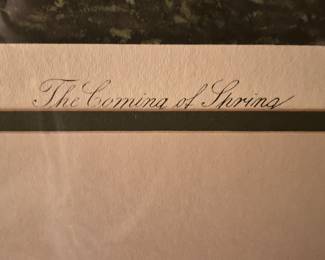 The Coming of Spring